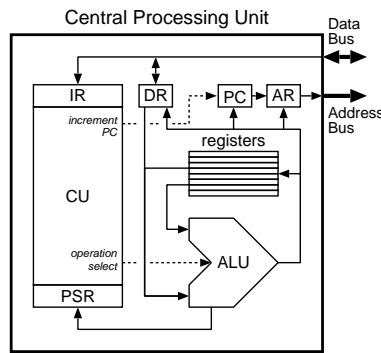 Central Processing Unit
Data
Bus
IR
DR
PC
AR
increment
PC
Address
Bus
registers
CU
operation
select
ALU
PSR